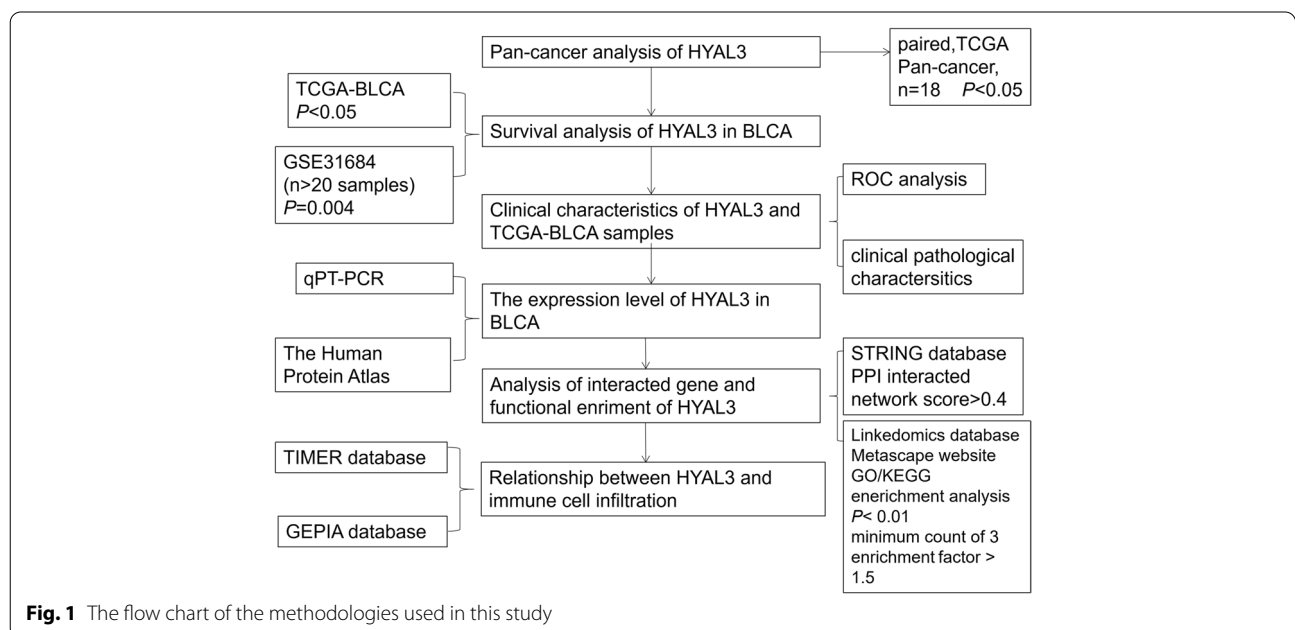 Pan-cancer analysis of HYAL3
paired,TCGA
Pan-cancer,
n=18 P<0.05
TCGA-BLCA
P<0.05
GSE31684
(n>20 samples)
P=0.004
Survival analysis of HYAL3 in BLCA
Clinical characteristics of HYAL3 and
TCGA-BLCA samples
ROC analysis
clinical pathological
charactersitics
qPT-PCR
The Human
Protein Atlas
The expression level of HYAL3 in
BLCA
Analysis of interacted gene and
functional enriment of HYAL3
STRING database
PPI interacted
network score>0.4
Linkedomics database
Metascape website
GO/KEGG
enerichment analysis
P< 0.01
minimum count of 3
enrichment factor >
1.5
TIMER database
GEPIA database
Relationship between HYAL3 and
immune cell infiltration
Fig. 1 The flow chart of the methodologies used in this study